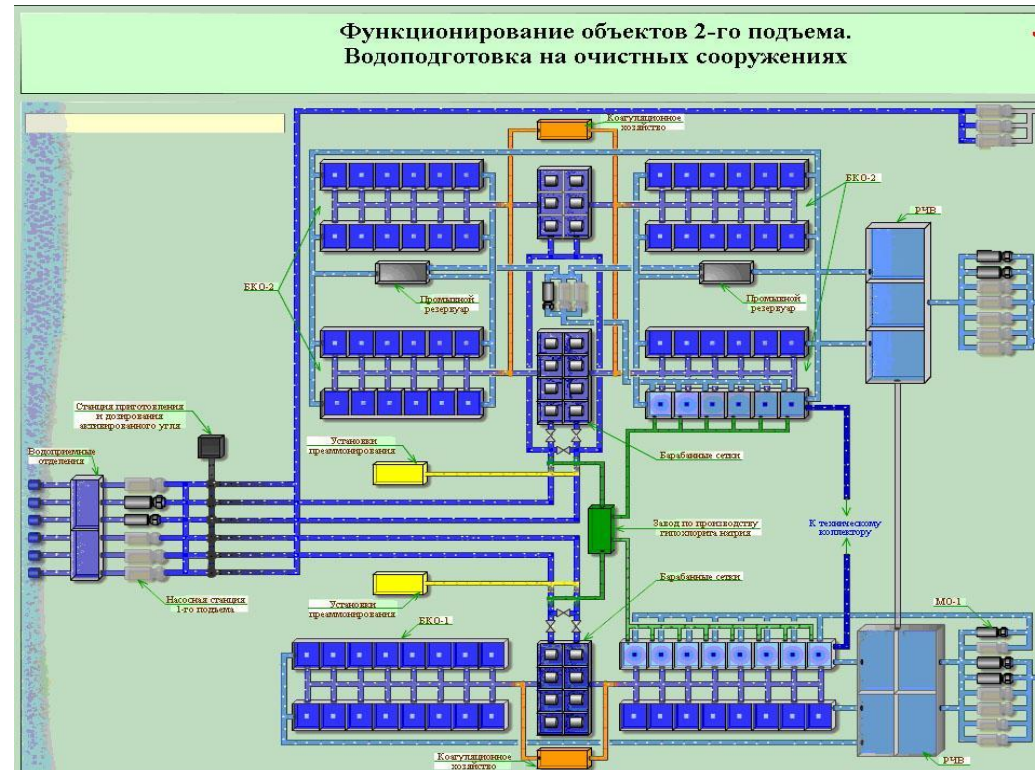 Функционирование объектов 2-го подъема.
Водоподготовка на очистных сооружениях
Коагуляционное
хозяйство
БКО-2
РЧВ
БКО-2
Промывной
резервуар
Промывной
резервуар
Станция приготовления
и дозирования
активированного угля
Водоприемные
отделения
Установки
преаммонирования
Барабанные сетки
Завод по производству
гипохлорита натрия
К техническому
коллектору
Насосная станция
1-го подъема
Установки
преаммонирования
Барабанные сетки
БКО-1
МО-1
Коагуляционное
хозяйство
РЧВ